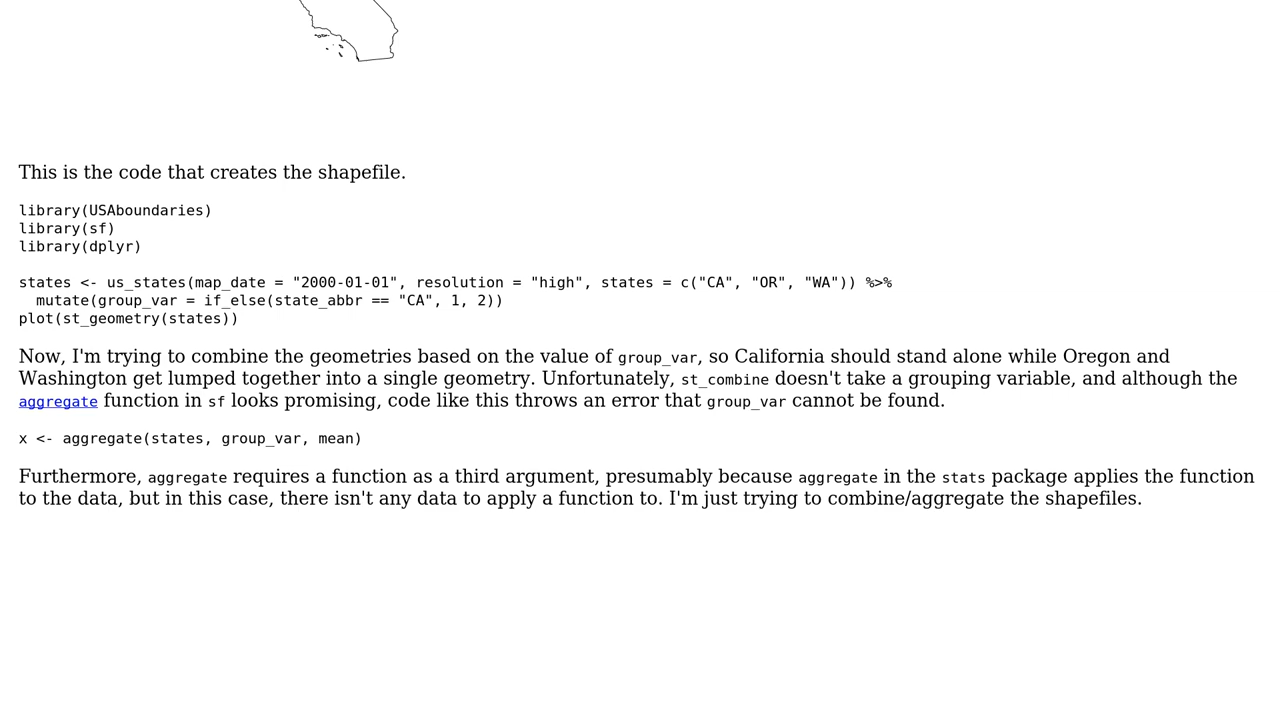 This is the code that creates the shapefile.
library(USAboundaries)
library(sf)
library(dplyr)
states <- us_states(map_date = "2000-01-01", resolution = "high", states = c("CA", "OR", "WA")) %>%
  mutate(group_var = if_else(state_abbr == "CA", 1, 2))
plot(st_geometry(states))
Now, I'm trying to combine the geometries based on the value of group_var, so California should stand alone while Oregon and
Washington get lumped together into a single geometry. Unfortunately, st_combine doesn't take a grouping variable, and although the
aggregate function in sf looks promising, code like this throws an error that group_var cannot be found.
x <- aggregate(states, group_var, mean)
Furthermore, aggregate requires a function as a third argument, presumably because aggregate in the stats package applies the function
to the data, but in this case, there isn't any data to apply a function to. I'm just trying to combine/aggregate the shapefiles.